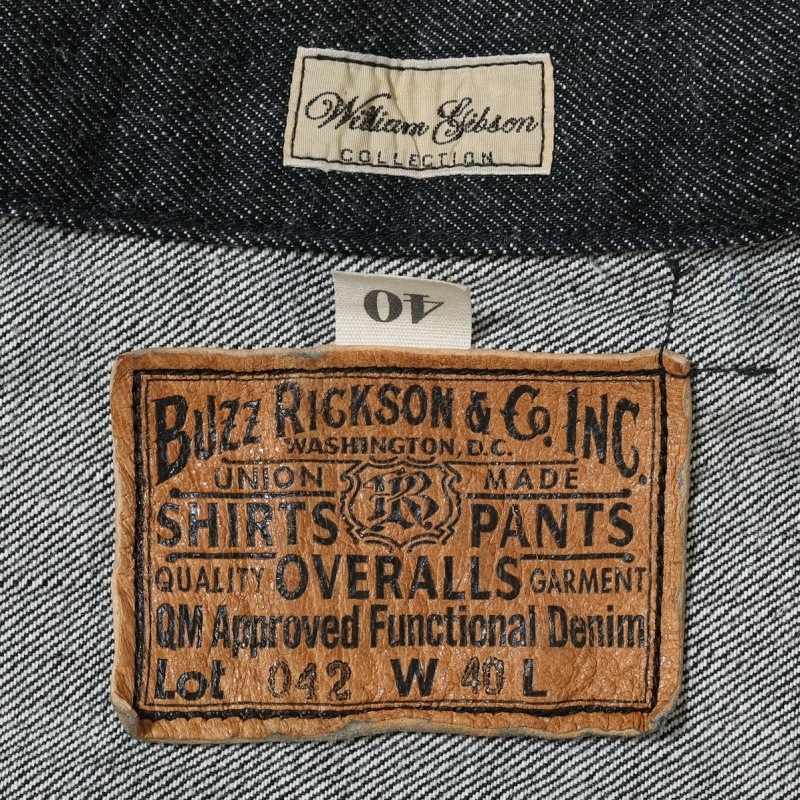 William Gibson
COLLECTION
40
BUZZ RICKSON & Co. INC.
WASHINGTON, D.C.
UNION MADE
BR
SHIRTS PANTS
QUALITY OVERALLS GARMENT
QM Approved Functional Denim
Lot 042 W 40 L